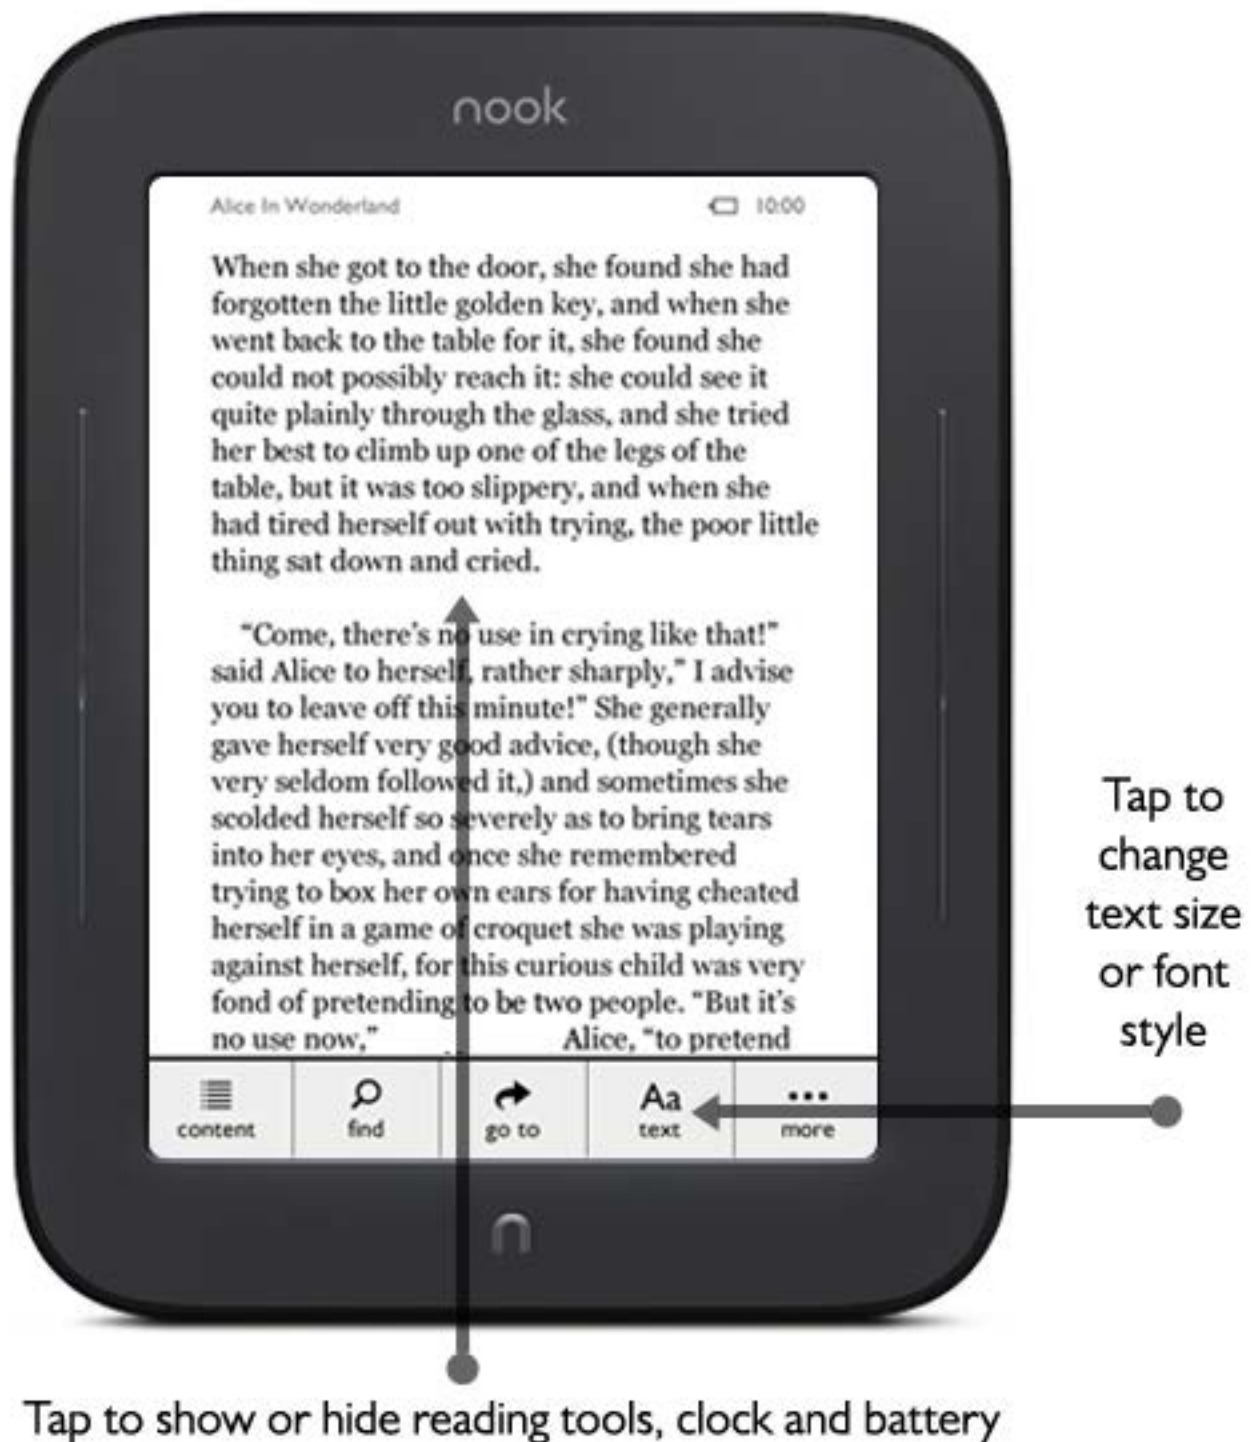 nook
Alice In Wonderland
10:00
When she got to the door, she found she had
forgotten the little golden key, and when she
went back to the table for it, she found she
could not possibly reach it: she could see it
quite plainly through the glass, and she tried
her best to climb up one of the legs of the
table, but it was too slippery, and when she
had tired herself out with trying, the poor little
thing sat down and cried.
“Come, there's no use in crying like that!”
said Alice to herself, rather sharply,” I advise
you to leave off this minute!” She generally
gave herself very good advice, (though she
very seldom followed it,) and sometimes she
scolded herself so severely as to bring tears
into her eyes, and once she remembered
trying to box her own ears for having cheated
herself in a game of croquet she was playing
against herself, for this curious child was very
fond of pretending to be two people. “But it's
no use now,” Alice, “to pretend
content
find
go to
Aa
text
more
n
Tap to
change
text size
or font
style
Tap to show or hide reading tools, clock and battery